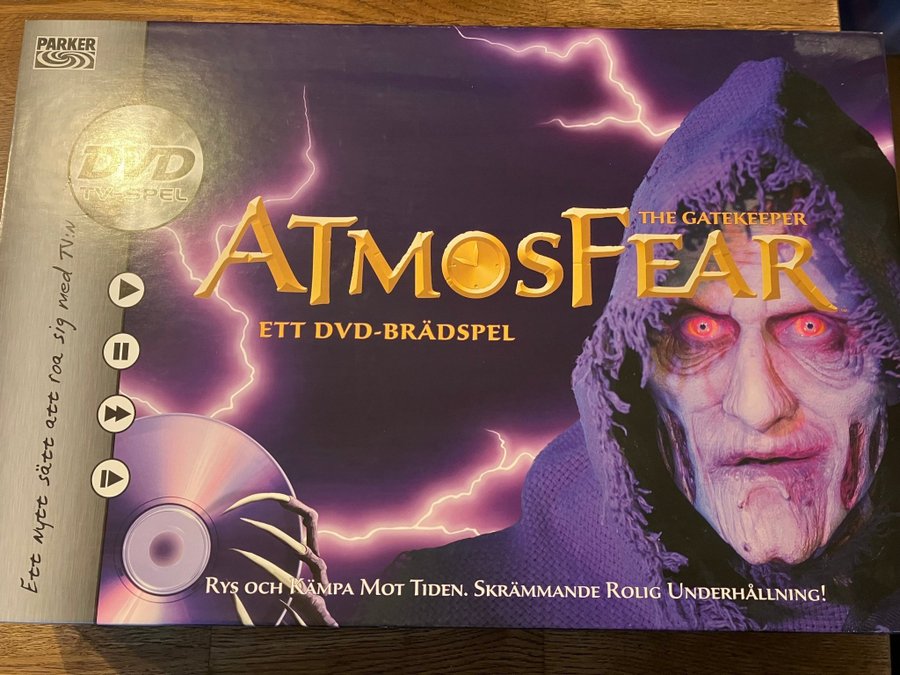 PARKER
DVD
TV-SPEL
Ett nytt sätt att roa sig med TV:N
THE GATEKEEPER
ATMOSFEAR
ETT DVD-BRÄDSPEL
RYS OCH KÄMPA MOT TIDEN. SKRÄMMANDE ROLIG UNDERHÅLLNING!